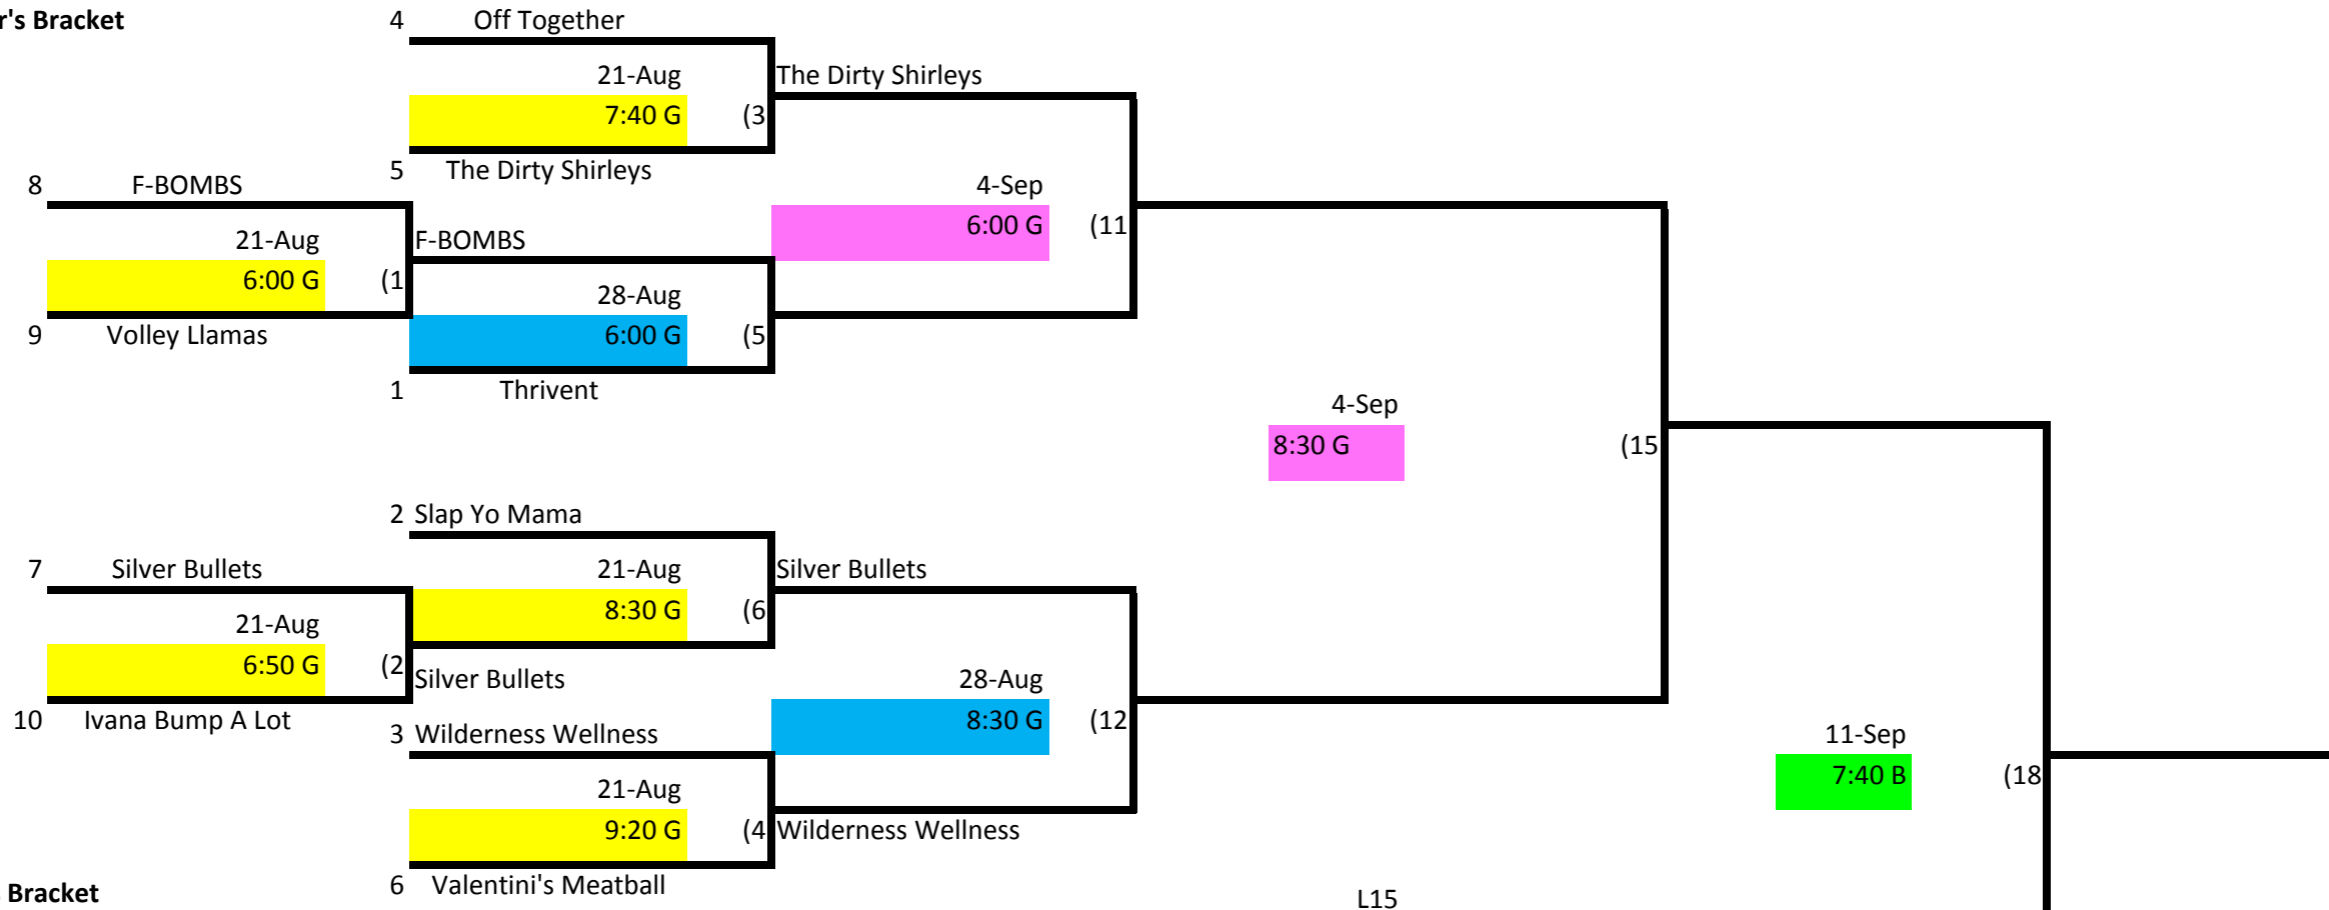 r's Bracket
4 Off Together
21-Aug
7:40 G (3
The Dirty Shirleys
5 The Dirty Shirleys
8 F-BOMBS
21-Aug
6:00 G (1
9 Volley Llamas
F-BOMBS
28-Aug
6:00 G (5
1 Thrivent
4-Sep
6:00 G (11
4-Sep
8:30 G (15
2 Slap Yo Mama
21-Aug
8:30 G (6
Silver Bullets
7 Silver Bullets
21-Aug
6:50 G (2
10 Ivana Bump A Lot
Silver Bullets
28-Aug
8:30 G (12
3 Wilderness Wellness
21-Aug
9:20 G (4
Wilderness Wellness
6 Valentini's Meatball
11-Sep
7:40 B (18
Bracket
L15